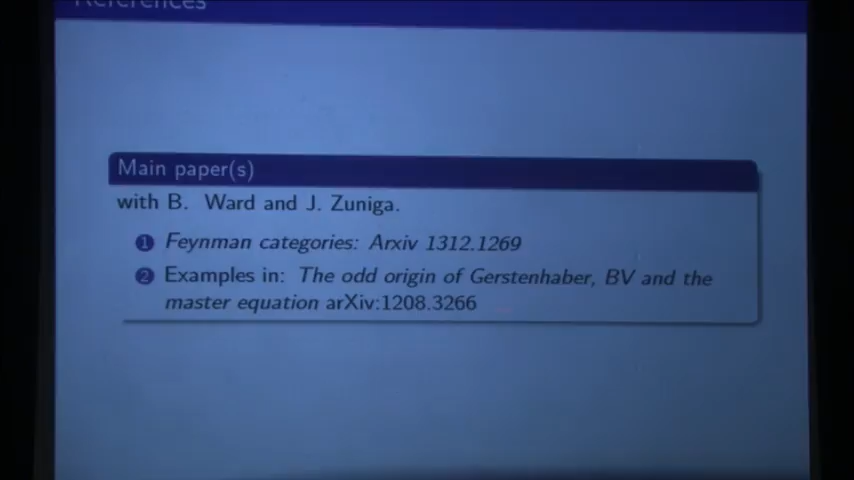 References
Main paper(s)
with B. Ward and J. Zuniga.
1 Feynman categories: Arxiv 1312.1269
2 Examples in: The odd origin of Gerstenhaber, BV and the
master equation arXiv:1208.3266